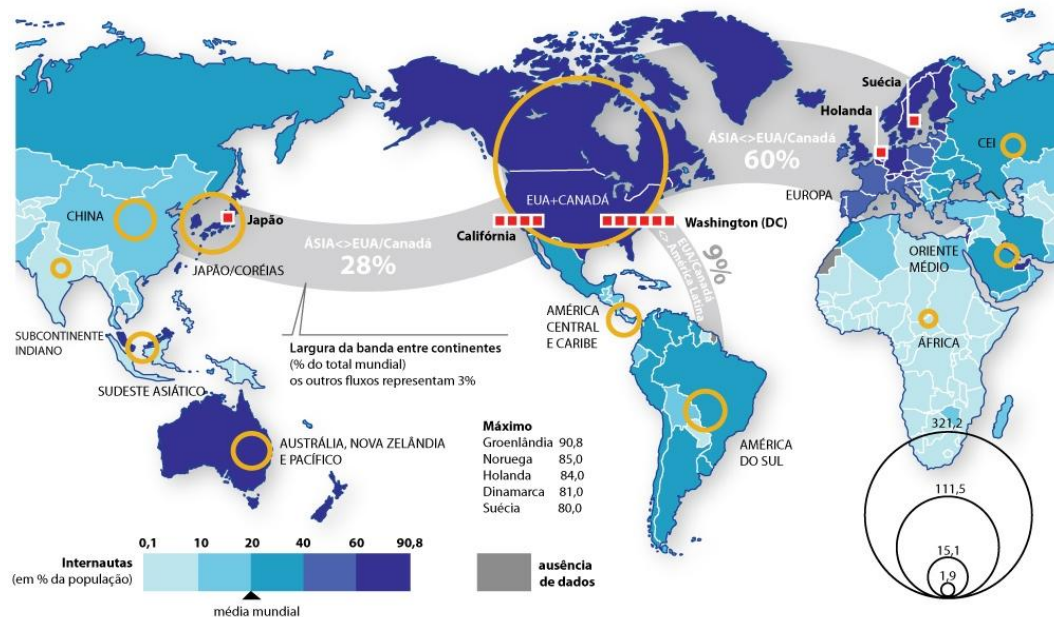 Suécia
Holanda
CEI
ÁSIA<>EUA/Canadá
60%
EUROPA
EUA+CANADÁ
CHINA
Japão
Califórnia
Washington (DC)
ÁSIA<>EUA/Canadá
28%
JAPÃO/CORÉIAS
9%
EUA/Canadá
<> América Latina
ORIENTE
MÉDIO
SUBCONTINENTE
INDIANO
AMÉRICA
CENTRAL
E CARIBE
ÁFRICA
Largura da banda entre continentes
(% do total mundial)
os outros fluxos representam 3%
SUDESTE ASIÁTICO
AUSTRÁLIA, NOVA ZELÂNDIA
E PACÍFICO
Máximo
Groenlândia 90,8
Noruega 85,0
Holanda 84,0
Dinamarca 81,0
Suécia 80,0
AMÉRICA
DO SUL
321,2
111,5
15,1
1,9
0,1 10 20 40 60 90,8
Internautas
(em % da população)
média mundial
ausência
de dados